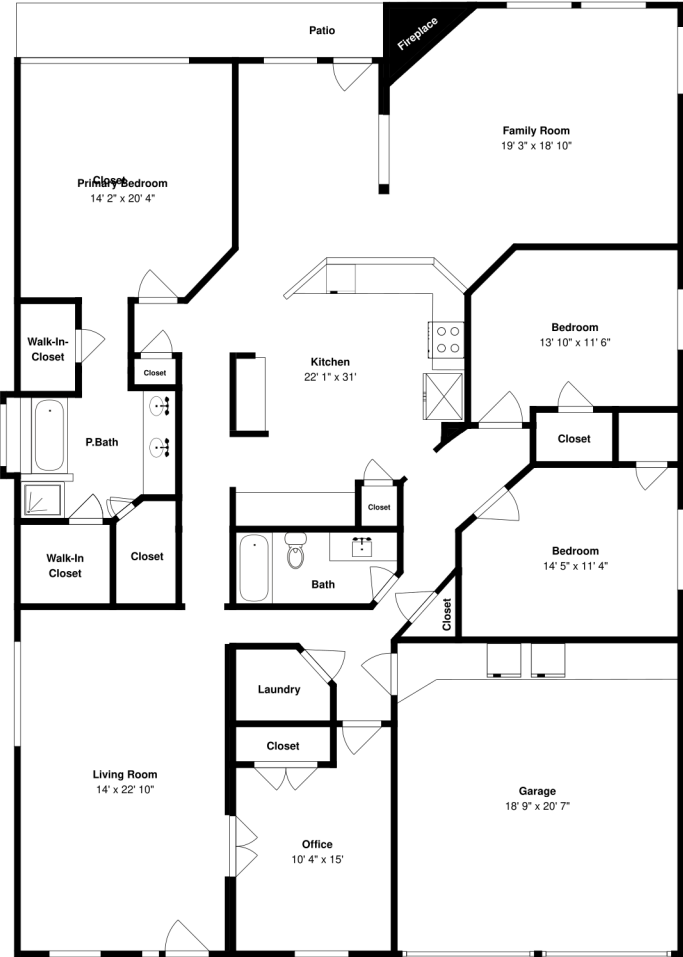 Patio
Fireplace
Family Room
19' 3" x 18' 10"
Closet
Primary Bedroom
14' 2" x 20' 4"
Walk-In-
Closet
Closet
Kitchen
22' 1" x 31'
Bedroom
13' 10" x 11' 6"
P.Bath
Closet
Closet
Walk-In
Closet
Closet
Bath
Bedroom
14' 5" x 11' 4"
Closet
Laundry
Closet
Living Room
14' x 22' 10"
Garage
18' 9" x 20' 7"
Office
10' 4" x 15'